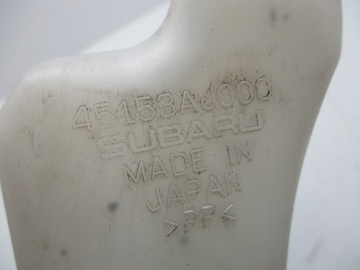 45153AJ000
SUBARU
MADE IN
JAPAN
>PP<